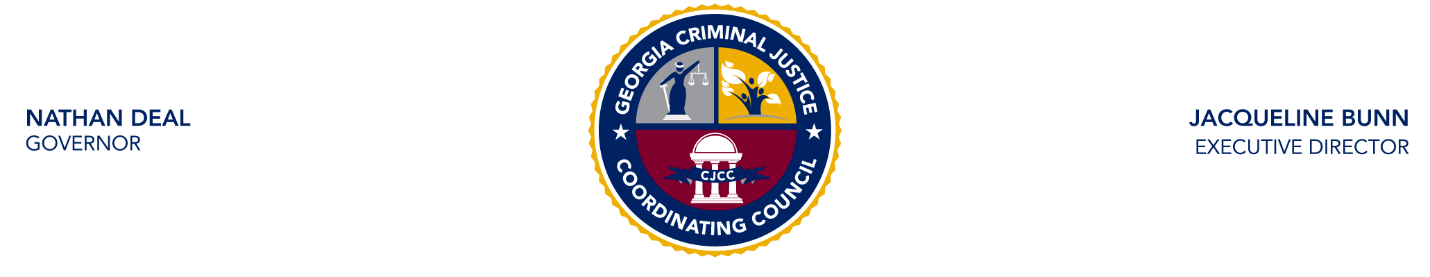 NATHAN DEAL
GOVERNOR
GEORGIA CRIMINAL JUSTICE
COORDINATING COUNCIL
CJCC
JACQUELINE BUNN
EXECUTIVE DIRECTOR